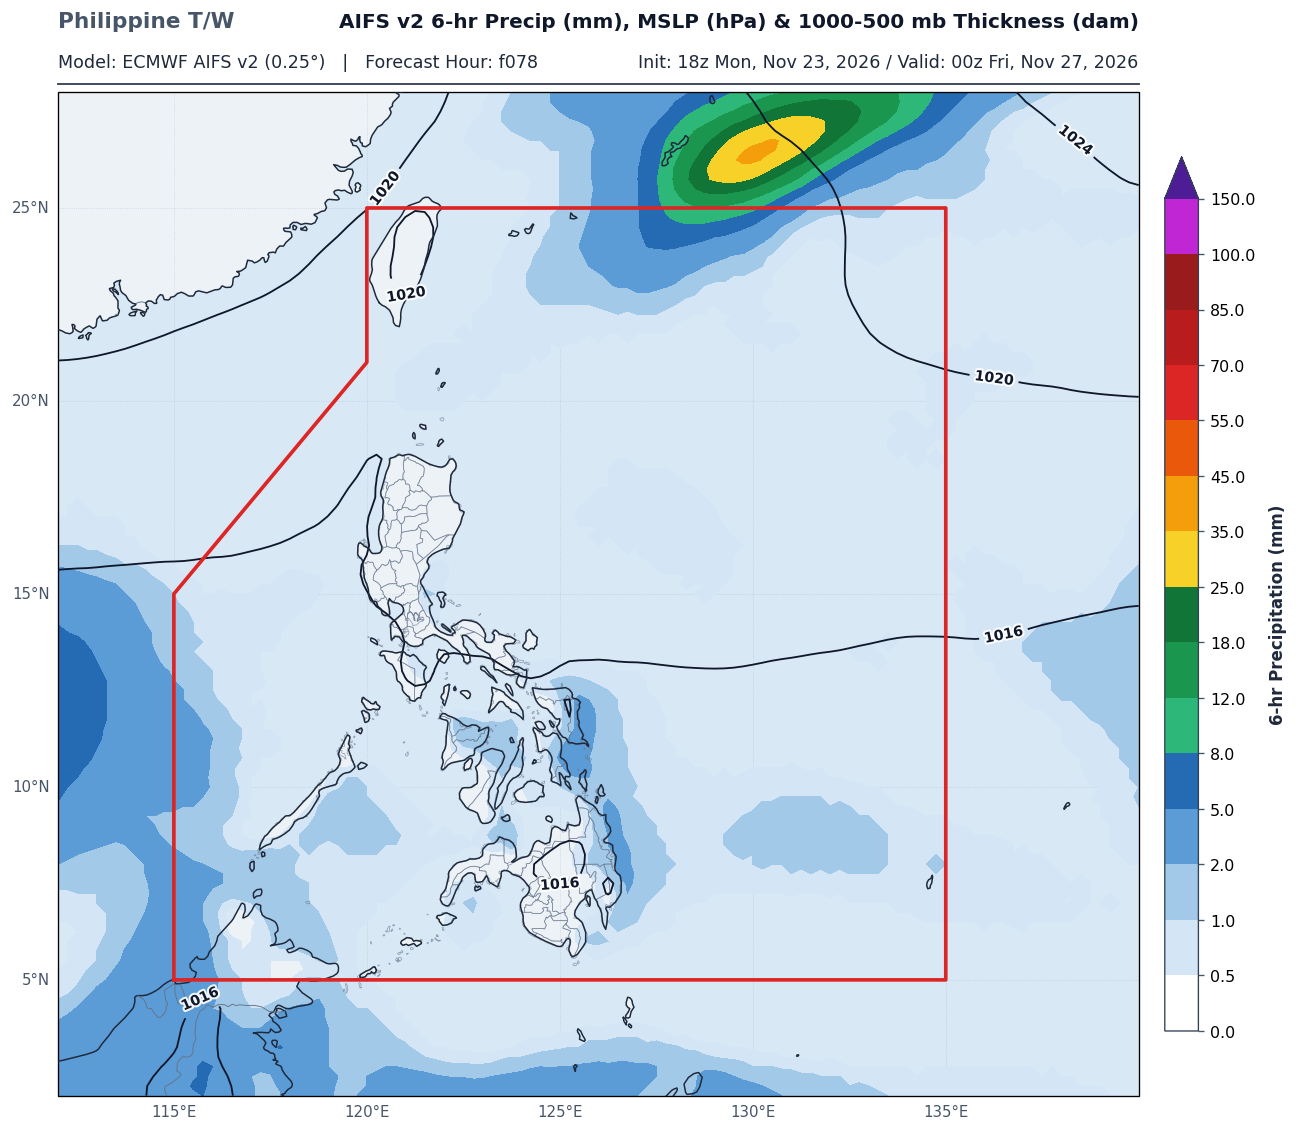 Philippine T/W
AIFS v2 6-hr Precip (mm), MSLP (hPa) & 1000-500 mb Thickness (dam)
Model: ECMWF AIFS v2 (0.25°) | Forecast Hour: f078
Init: 18z Mon, Nov 23, 2026 / Valid: 00z Fri, Nov 27, 2026
1024
1020
1020
1020
1016
1016
1016
25°N
20°N
15°N
10°N
5°N
115°E
120°E
125°E
130°E
135°E
150.0
100.0
85.0
70.0
55.0
45.0
35.0
25.0
18.0
12.0
8.0
5.0
2.0
1.0
0.5
0.0
6-hr Precipitation (mm)